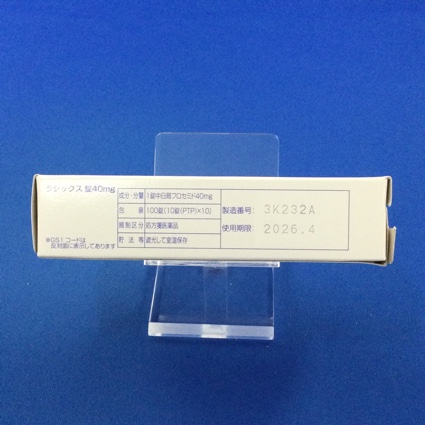 ラシックス 錠40mg
成分・分量 1錠中日局フロセミド40mg
包 装 100錠(10錠(PTP)×10)
規制区分 処方箋医薬品
貯 法 等 遮光して室温保存
※GS1 コードは
反対面に表示してあります
製造番号: 3K232A
使用期限: 2026.4